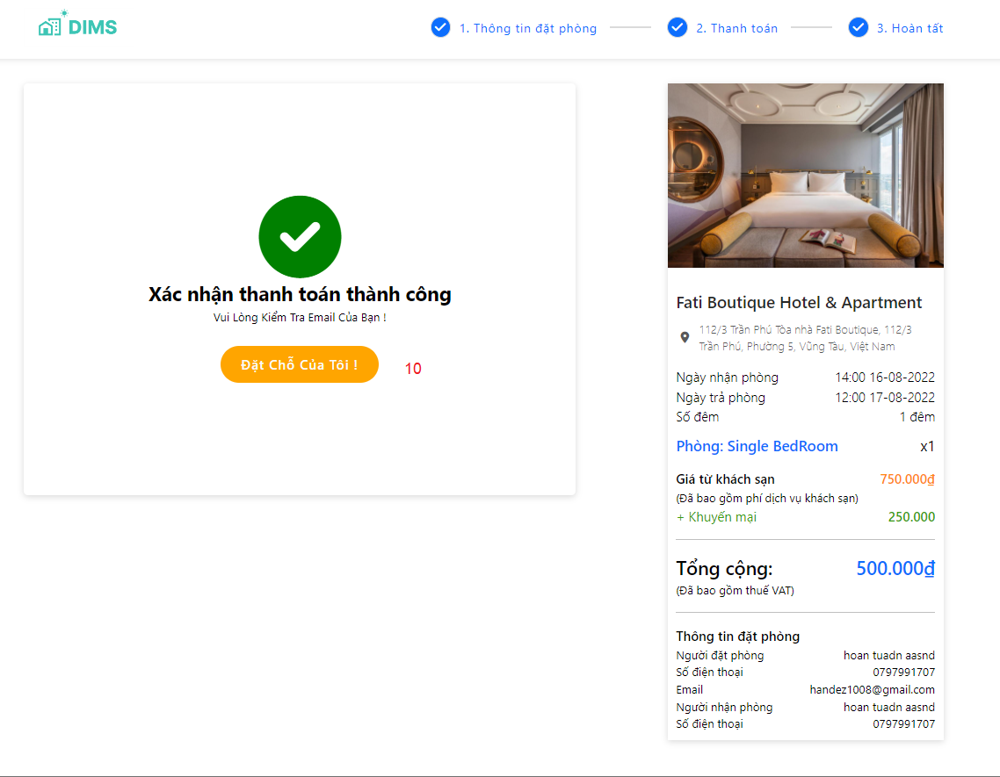 DIMS
1. Thông tin đặt phòng
2. Thanh toán
3. Hoàn tất
Xác nhận thanh toán thành công
Vui Lòng Kiểm Tra Email Của Bạn !
Đặt Chỗ Của Tôi !
10
Fati Boutique Hotel & Apartment
112/3 Trần Phú Tòa nhà Fati Boutique, 112/3
Trần Phú, Phường 5, Vũng Tàu, Việt Nam
Ngày nhận phòng 14:00 16-08-2022
Ngày trả phòng 12:00 17-08-2022
Số đêm 1 đêm
Phòng: Single BedRoom x1
Giá từ khách sạn 750.000₫
(Đã bao gồm phí dịch vụ khách sạn)
+ Khuyến mại 250.000
Tổng cộng: 500.000₫
(Đã bao gồm thuế VAT)
Thông tin đặt phòng
Người đặt phòng hoan tuadn aasnd
Số điện thoại 0797991707
Email handez1008@gmail.com
Người nhận phòng hoan tuadn aasnd
Số điện thoại 0797991707